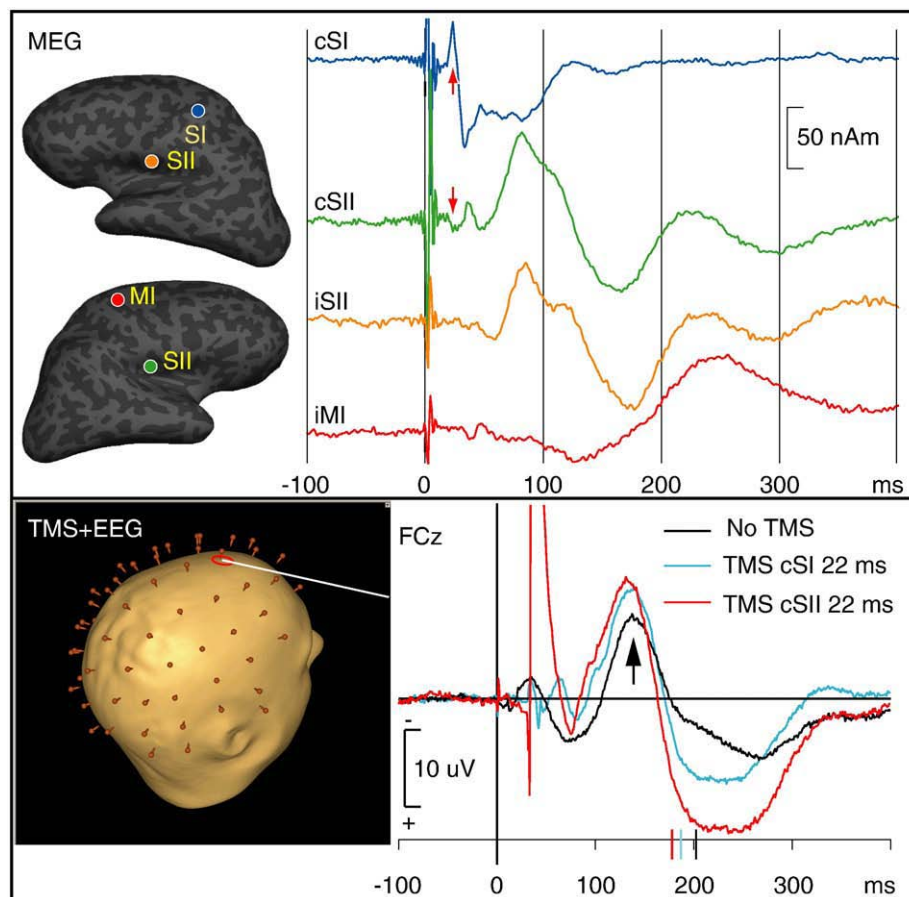 MEG
SI
SII
MI
SII
cSI
cSII
iSII
iMI
50 nAm
-100 0 100 200 300 ms
TMS+EEG
FCz
No TMS
TMS cSI 22 ms
TMS cSII 22 ms
-
10 uV
+
-100 0 100 200 300 ms